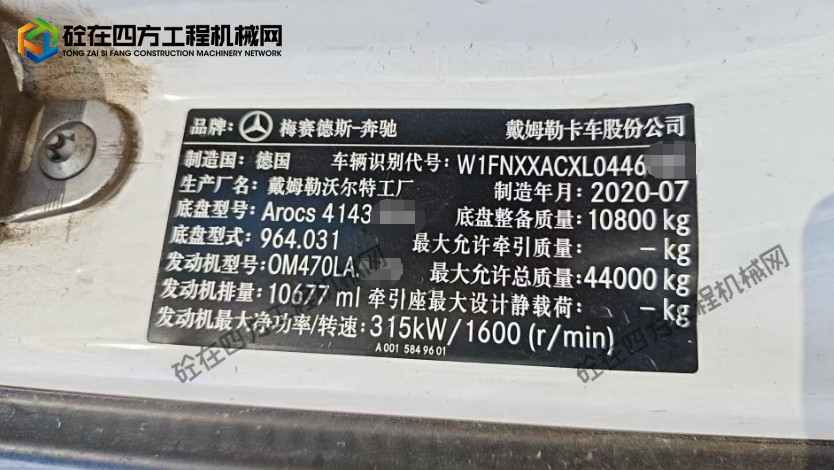 砼在四方工程机械网
TONG ZAI SI FANG CONSTRUCTION MACHINERY NETWORK
品牌: 梅赛德斯-奔驰 戴姆勒卡车股份公司
制造国: 德国 车辆识别代号: W1FNXXACXL0446
生产厂名: 戴姆勒沃尔特工厂 制造年月: 2020-07
底盘型号: Arocs 4143 底盘整备质量: 10800 kg
底盘型式: 964.031 最大允许牵引质量: – kg
发动机型号: OM470LA. 最大允许总质量: 44000 kg
发动机排量: 10677 ml 牵引座最大设计静载荷: – kg
发动机最大净功率/转速: 315kW/1600 (r/min)
A 001 584 96 01
砼在四方工程机械网
砼在四方工程机械网